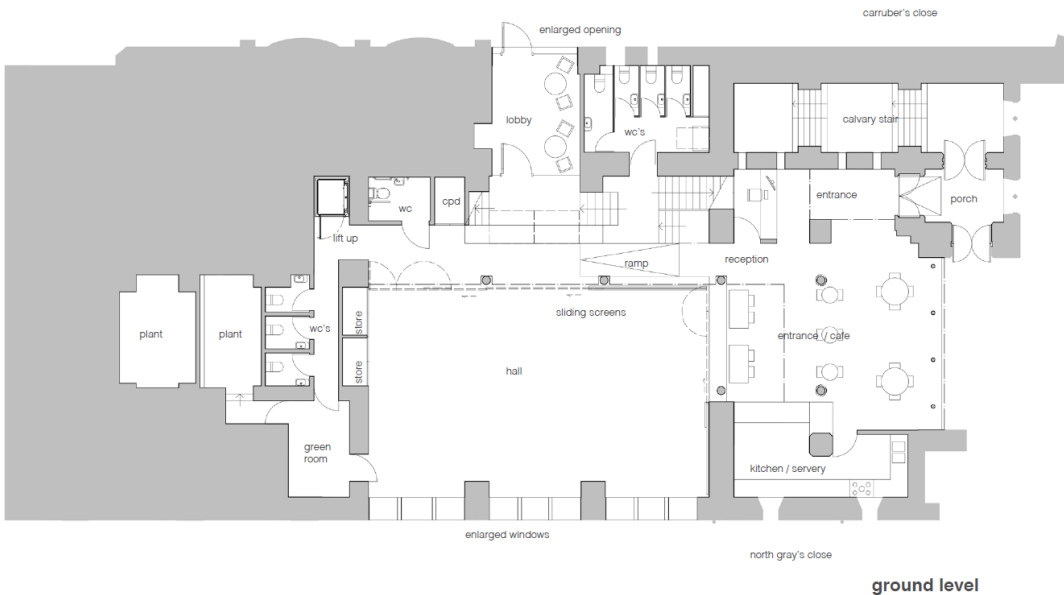 carruber's close
enlarged opening
lobby
wc's
calvary stair
wc
cpd
entrance
porch
lift up
ramp
reception
sliding screens
plant
plant
wc's
store
store
hall
entrance / cafe
green
room
kitchen / servery
enlarged windows
north gray's close
ground level